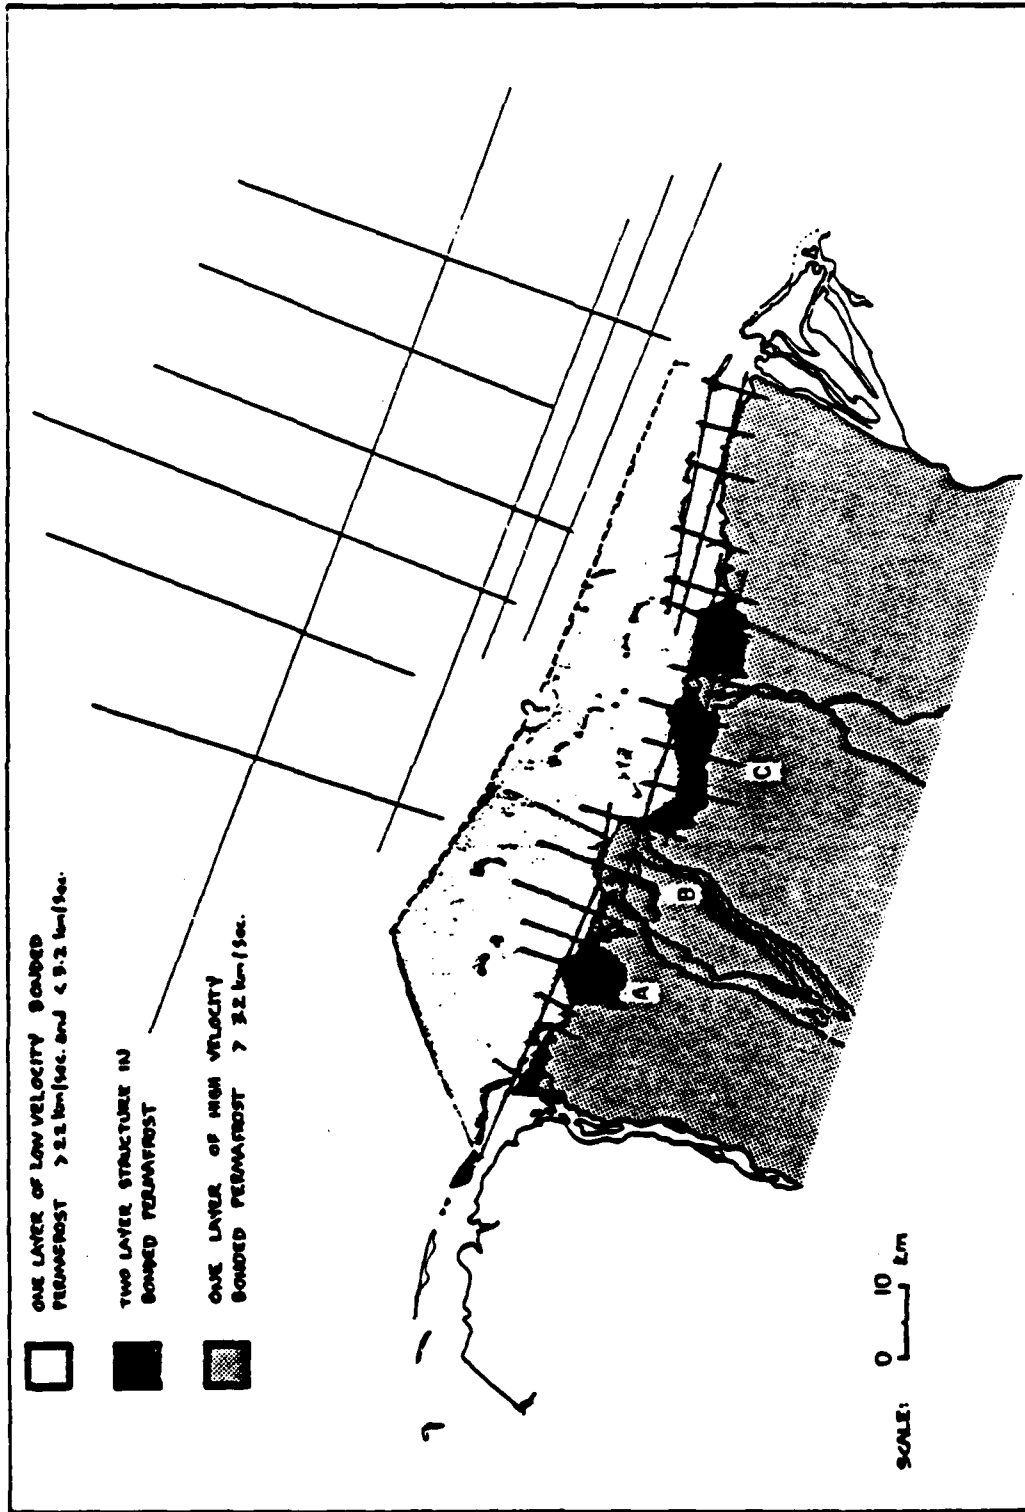 ONE LAYER OF LOW VELOCITY BONDED
PERMAFROST > 2.2 km/sec. and < 3.2 km/sec.
TWO LAYER STRUCTURE IN
BONDED PERMAFROST
ONE LAYER OF HIGH VELOCITY
BONDED PERMAFROST > 3.2 km/sec.
?
A
B
C
SCALE: 0 10 km